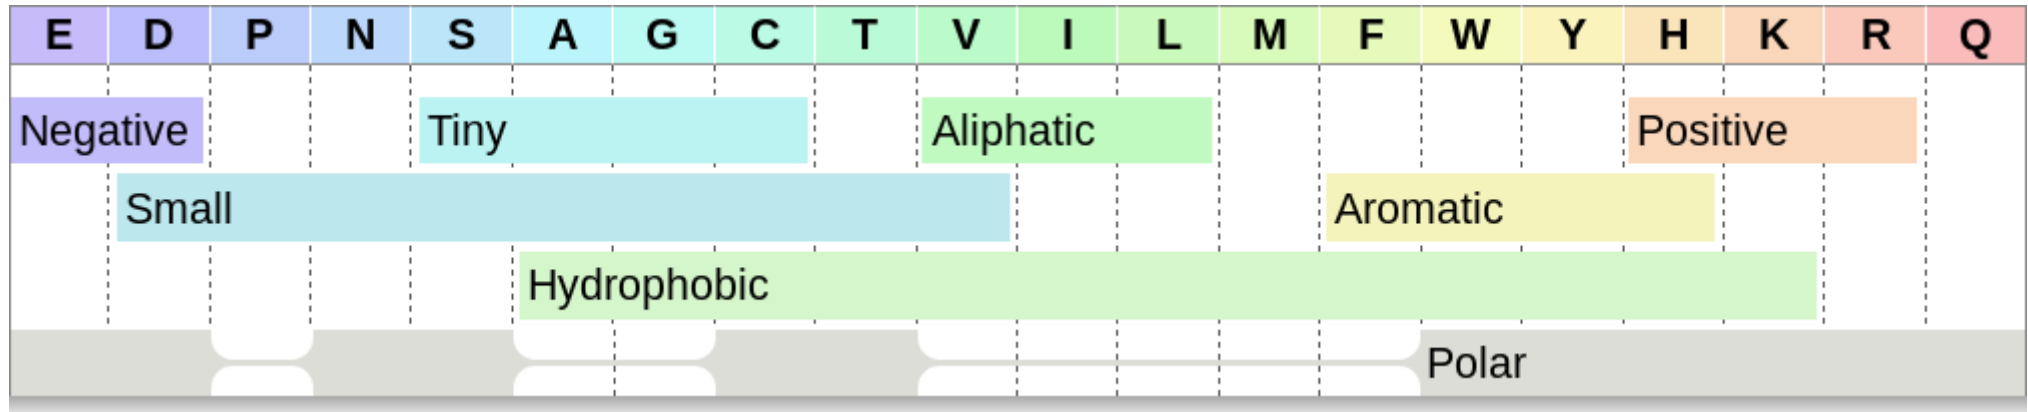 E D P N S A G C T V I L M F W Y H K R Q
Negative Tiny Aliphatic Positive
Small Aromatic
Hydrophobic
Polar